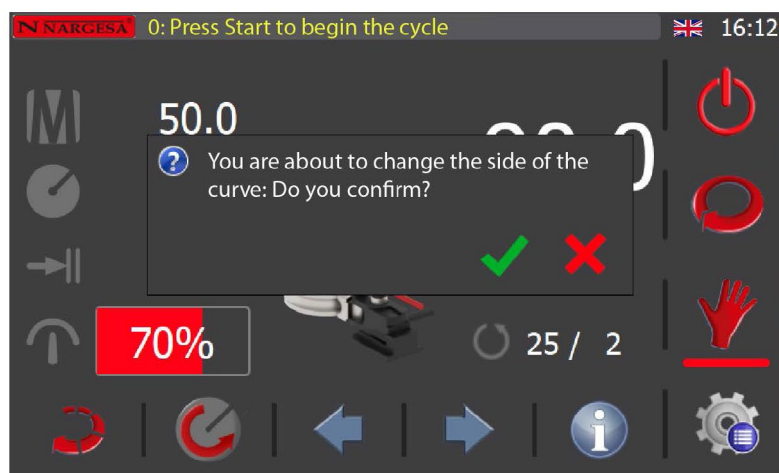 N NARGESA®
0: Press Start to begin the cycle
16:12
50.0
You are about to change the side of the
curve: Do you confirm?
70%
25 / 2